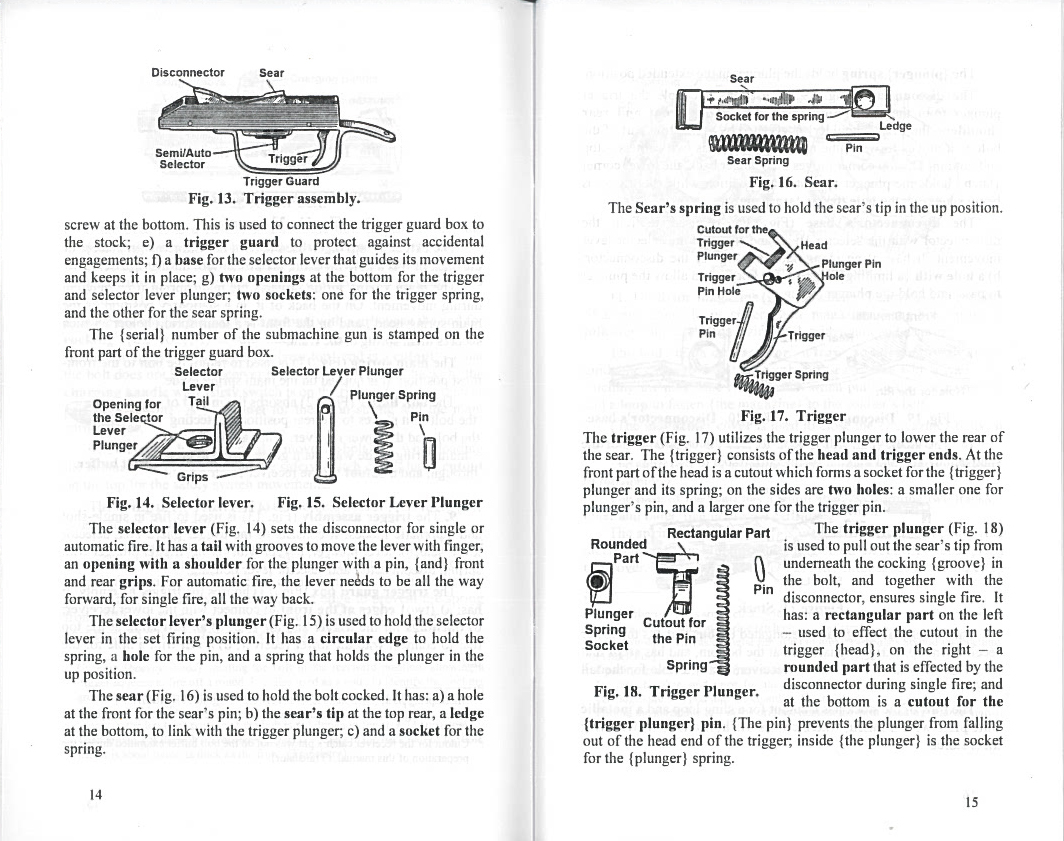 Disconnector
Sear
Semi/Auto
Selector
Trigger
Trigger Guard
Fig. 13. Trigger assembly.
screw at the bottom. This is used to connect the trigger guard box to
the stock; e) a trigger guard to protect against accidental
engagements; f) a base for the selector lever that guides its movement
and keeps it in place; g) two openings at the bottom for the trigger
and selector lever plunger; two sockets: one for the trigger spring,
and the other for the sear spring.
The {serial} number of the submachine gun is stamped on the
front part of the trigger guard box.
Selector
Lever
Tail
Opening for
the Selector
Lever
Plunger
Grips
Selector Lever Plunger
Plunger Spring
Pin
Fig. 14. Selector lever.
Fig. 15. Selector Lever Plunger
The selector lever (Fig. 14) sets the disconnector for single or
automatic fire. It has a tail with grooves to move the lever with finger,
an opening with a shoulder for the plunger with a pin, {and} front
and rear grips. For automatic fire, the lever needs to be all the way
forward, for single fire, all the way back.
The selector lever's plunger (Fig. 15) is used to hold the selector
lever in the set firing position. It has a circular edge to hold the
spring, a hole for the pin, and a spring that holds the plunger in the
up position.
The sear (Fig. 16) is used to hold the bolt cocked. It has: a) a hole
at the front for the sear's pin; b) the sear's tip at the top rear, a ledge
at the bottom, to link with the trigger plunger; c) and a socket for the
spring.
14
Sear
Socket for the spring
Ledge
Sear Spring
Pin
Fig. 16. Sear.
The Sear's spring is used to hold the sear's tip in the up position.
Cutout for the
Trigger
Plunger
Head
Plunger Pin
Hole
Trigger
Pin Hole
Trigger
Pin
Trigger
Trigger Spring
Fig. 17. Trigger
The trigger (Fig. 17) utilizes the trigger plunger to lower the rear of
the sear. The {trigger} consists of the head and trigger ends. At the
front part of the head is a cutout which forms a socket for the {trigger}
plunger and its spring; on the sides are two holes: a smaller one for
plunger's pin, and a larger one for the trigger pin.
Rectangular Part
Rounded
Part
Pin
Plunger
Spring
Socket
Cutout for
the Pin
Spring
Fig. 18. Trigger Plunger.
The trigger plunger (Fig. 18)
is used to pull out the sear's tip from
underneath the cocking {groove} in
the bolt, and together with the
disconnector, ensures single fire. It
has: a rectangular part on the left
– used to effect the cutout in the
trigger {head}, on the right – a
rounded part that is effected by the
disconnector during single fire; and
at the bottom is a cutout for the
{trigger plunger} pin. {The pin} prevents the plunger from falling
out of the head end of the trigger; inside {the plunger} is the socket
for the {plunger} spring.
15